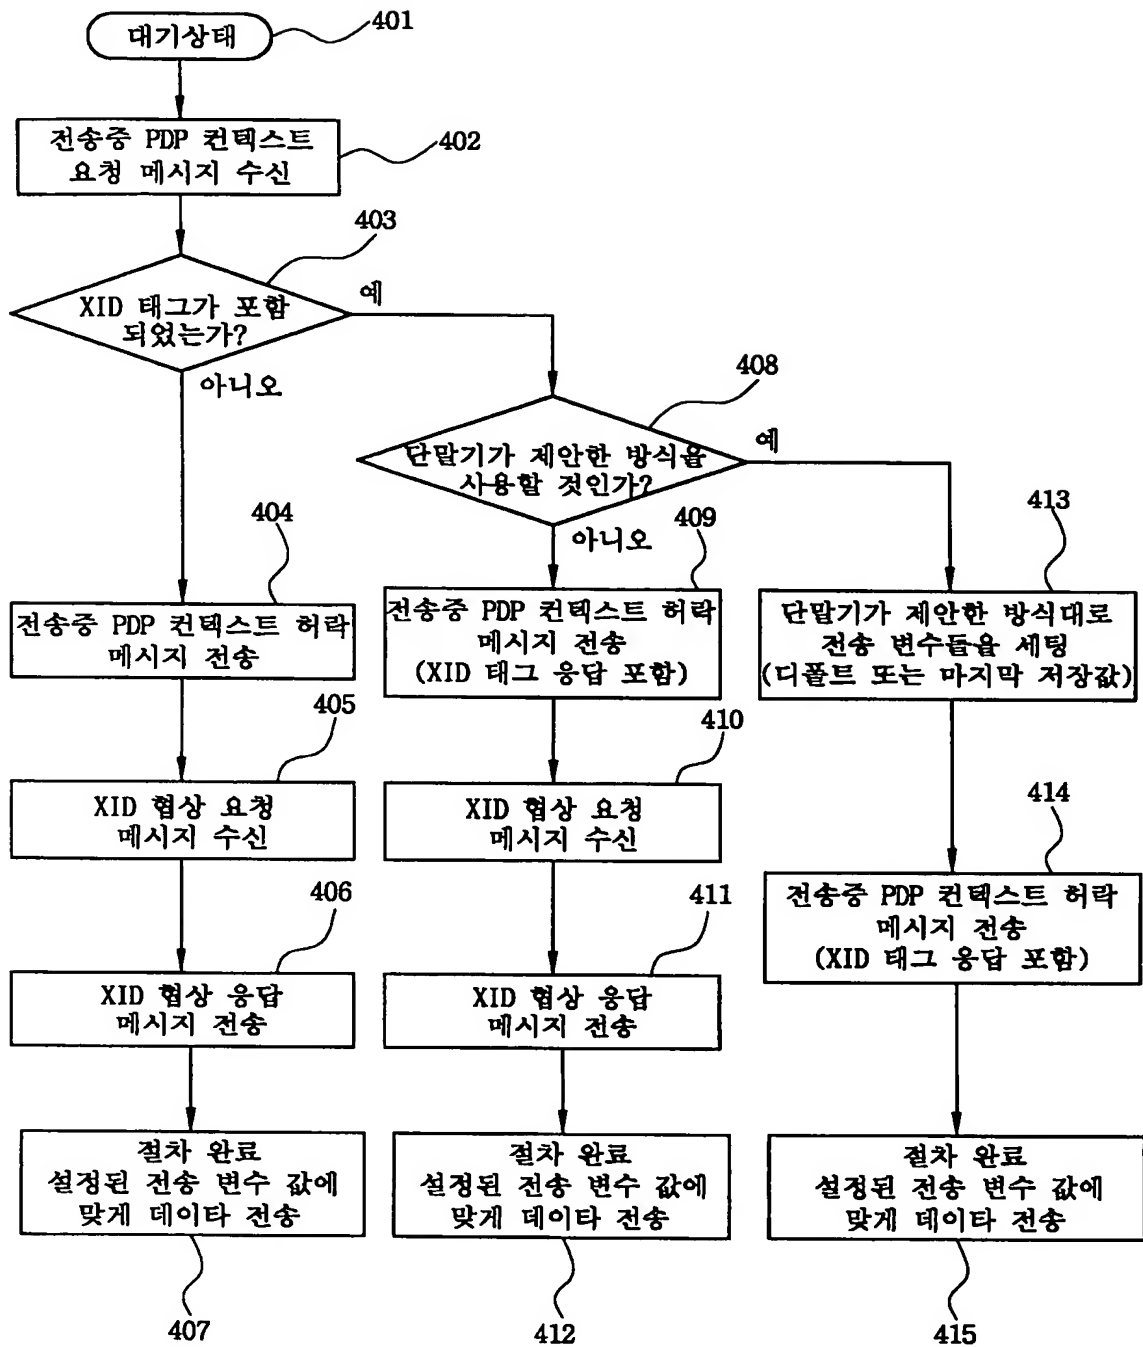 대기상태
401
전송중 PDP 컨텍스트
요청 메시지 수신
402
403
XID 태그가 포함
되었는가?
예
아니오
408
단말기가 제안한 방식을
사용할 것인가?
예
아니오
404
전송중 PDP 컨텍스트 허락
메시지 전송
409
전송중 PDP 컨텍스트 허락
메시지 전송
(XID 태그 응답 포함)
413
단말기가 제안한 방식대로
전송 변수들을 세팅
(디폴트 또는 마지막 저장값)
405
XID 협상 요청
메시지 수신
410
XID 협상 요청
메시지 수신
414
전송중 PDP 컨텍스트 허락
메시지 전송
(XID 태그 응답 포함)
406
XID 협상 응답
메시지 전송
411
XID 협상 응답
메시지 전송
절차 완료
설정된 전송 변수 값에
맞게 데이타 전송
407
절차 완료
설정된 전송 변수 값에
맞게 데이타 전송
412
절차 완료
설정된 전송 변수 값에
맞게 데이타 전송
415